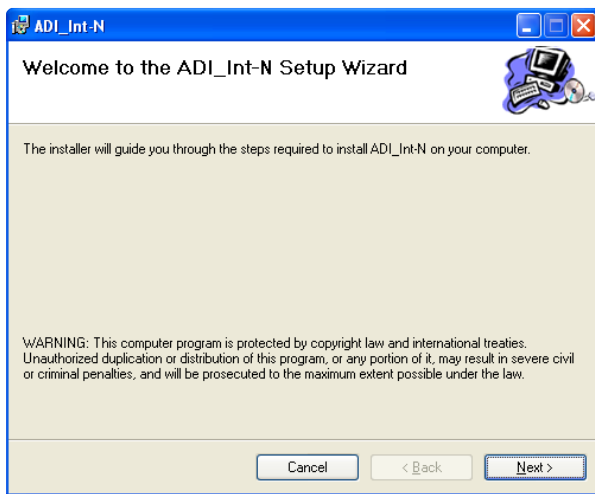 ADI_Int-N
Welcome to the ADI_Int-N Setup Wizard
The installer will guide you through the steps required to install ADI_Int-N on your computer.
WARNING: This computer program is protected by copyright law and international treaties.
Unauthorized duplication or distribution of this program, or any portion of it, may result in severe civil
or criminal penalties, and will be prosecuted to the maximum extent possible under the law.
Cancel
< Back
Next >